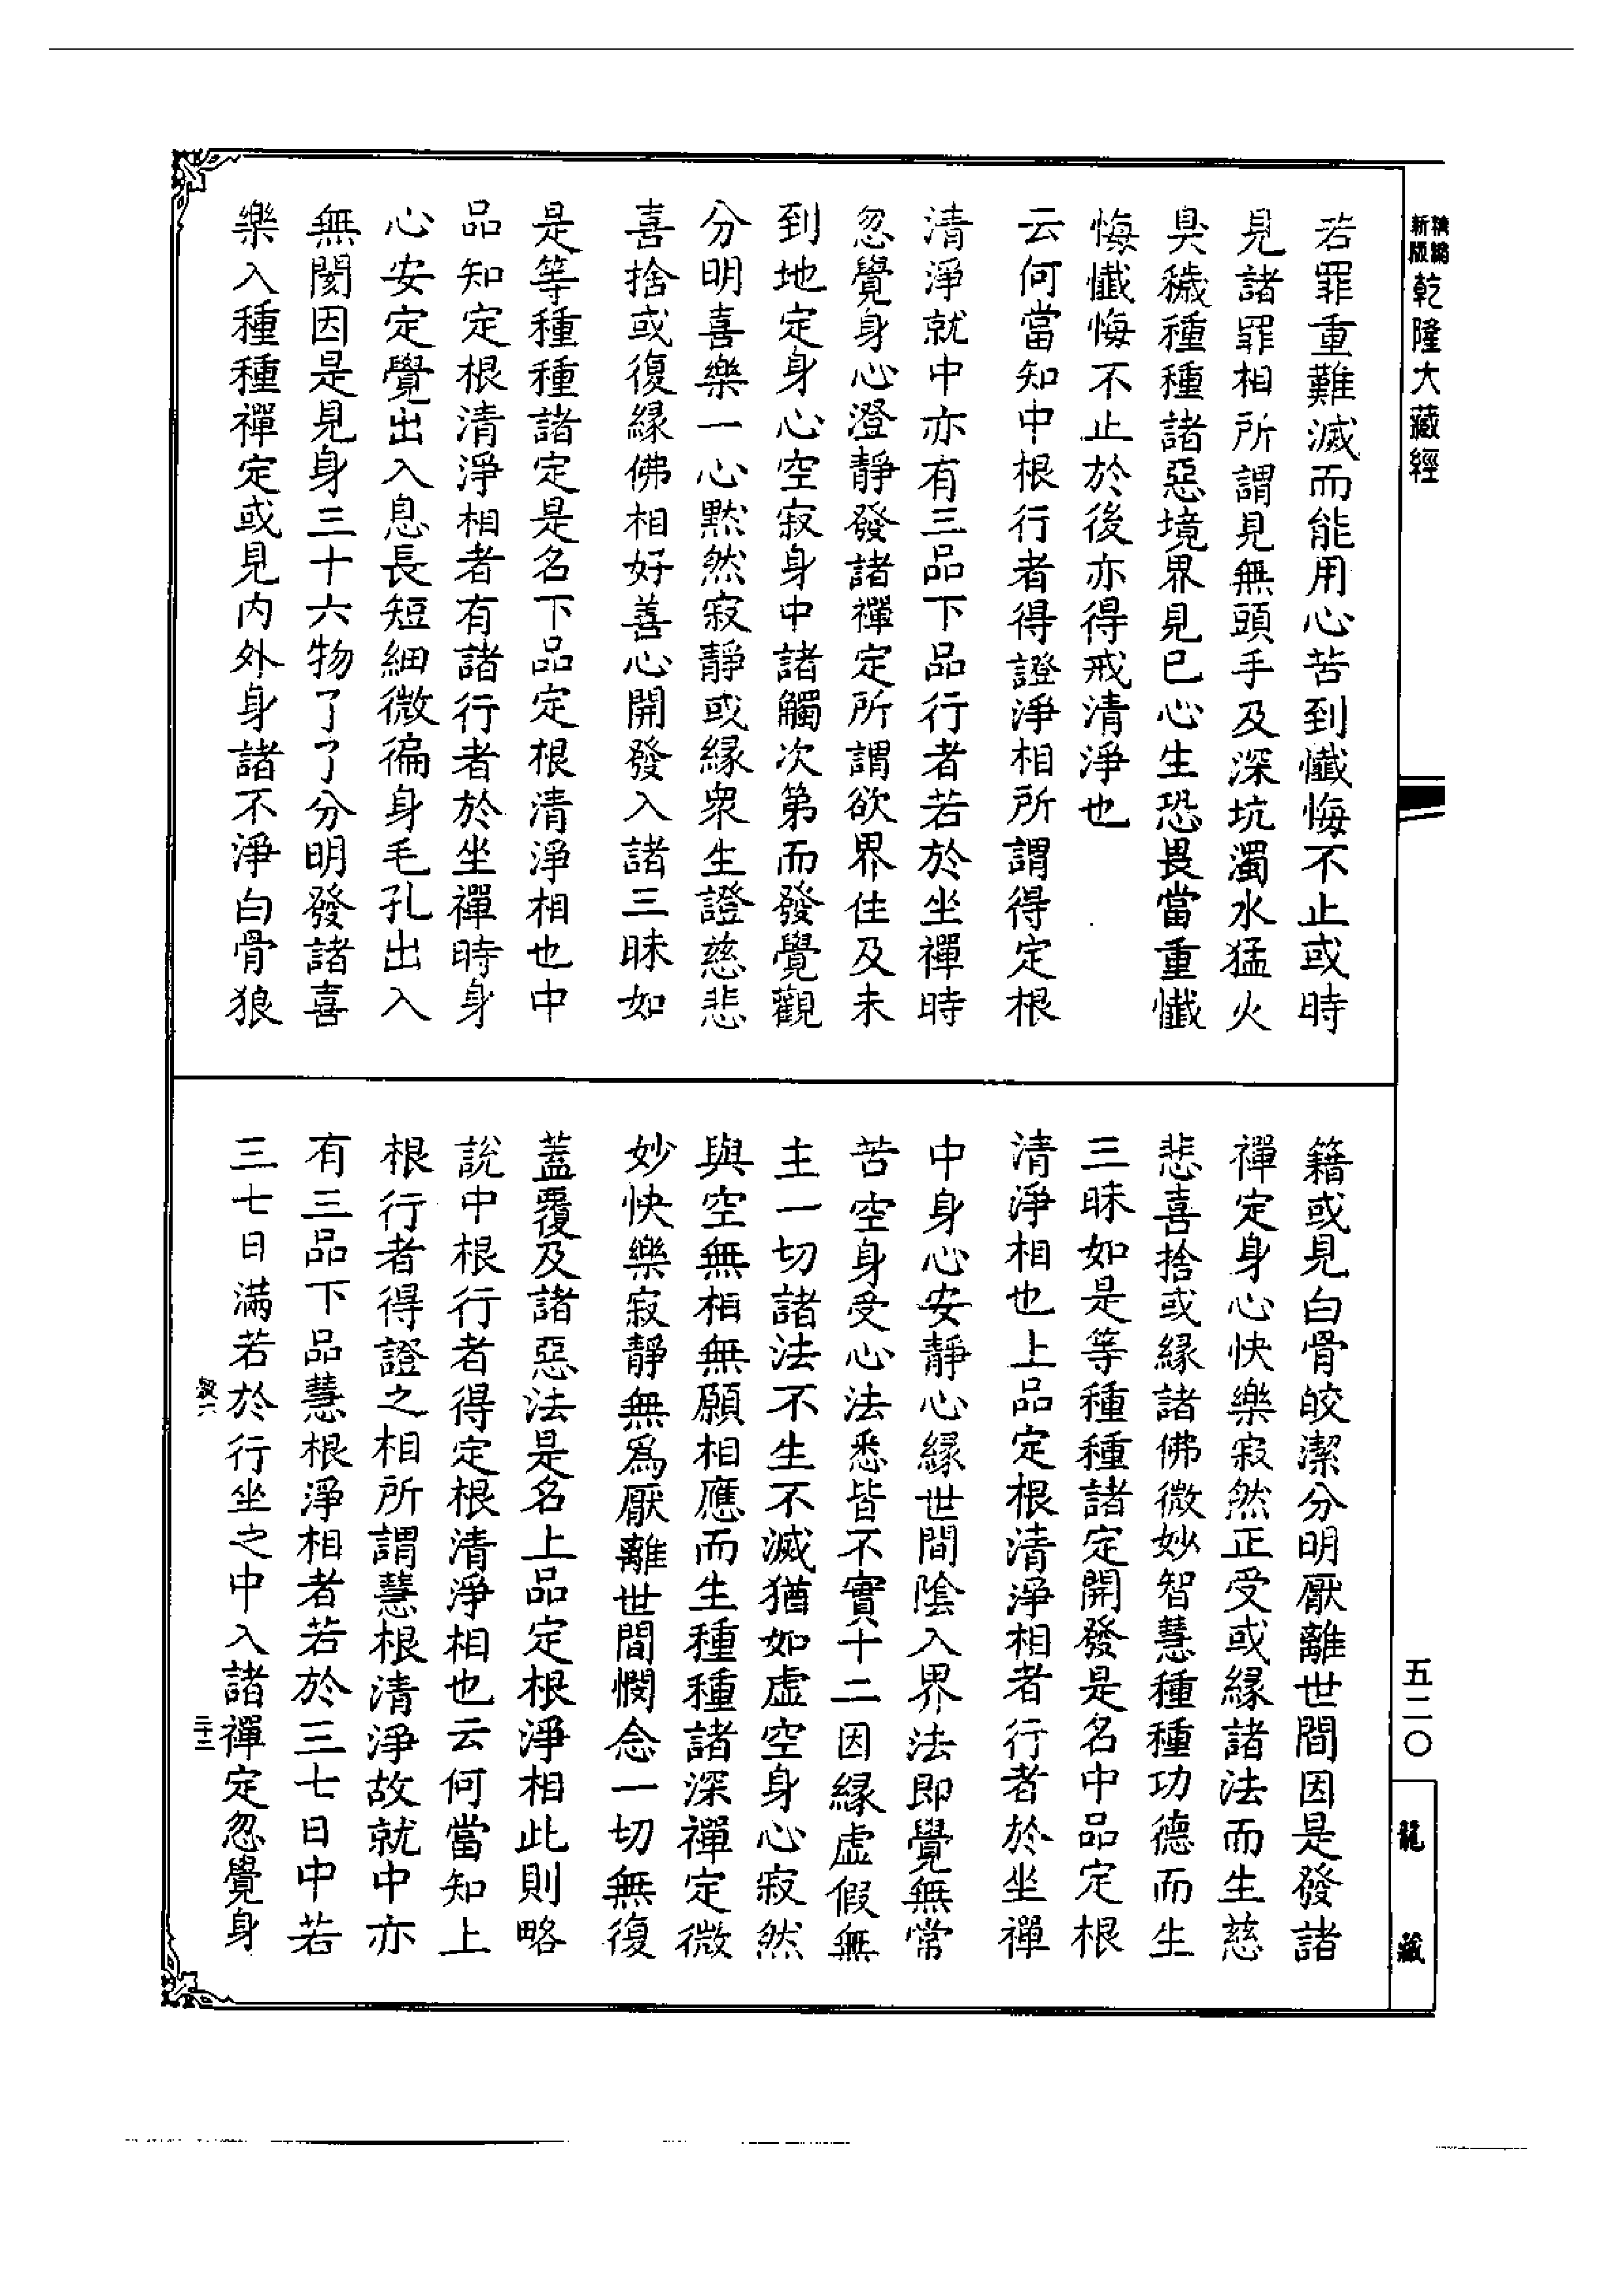 新版
精編
乾隆大藏經
若罪重難滅而能用心苦到懺悔不止或時
見諸罪相所謂見無頭手及深坑濁水猛火
臭穢種種諸惡境界見已心生恐畏當重懺
悔懺悔不止於後亦得戒清淨也
云何當知中根行者得證淨相所謂得定根
清淨就中亦有三品下品行者若於坐禪時
忽覺身心澄靜發諸禪定所謂欲界住及未
到地定身心空寂身中諸觸次第而發覺觀
分明喜樂一心默然寂靜或緣衆生證慈悲
喜捨或復緣佛相好善心開發入諸三昧如
是等種種諸定是名下品定根清淨相也中
品知定根清淨相者有諸行者於坐禪時身
心安定覺出入息長短細微徧身毛孔出入
無閡因是見身三十六物了了分明發諸喜
樂入種種禪定或見内外身諸不淨白骨狼
籍或見白骨皎潔分明厭離世間因是發諸
禪定身心快樂寂然正受或緣諸法而生慈
悲喜捨或緣諸佛微妙智慧種種功德而生
三昧如是等種種諸定開發是名中品定根
清淨相也上品定根清淨相者行者於坐禪
中身心安靜心緣世間陰入界法即覺無常
苦空身受心法悉皆不實十二因緣虛假無
主一切諸法不生不滅猶如虛空身心寂然
與空無相無願相應而生種種諸深禪定微
妙快樂寂靜無爲厭離世間憫念一切無復
蓋覆及諸惡法是名上品定根淨相此則略
說中根行者得定根清淨相也云何當知上
根行者得證之相所謂慧根清淨故就中亦
有三品下品慧根淨相者若於三七日中若
三七日滿若於行坐之中入諸禪定忽覺身
五二〇
龍藏